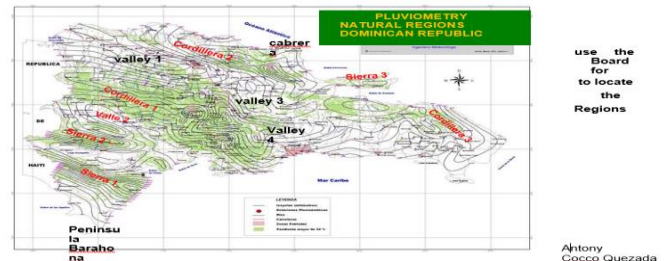 PLUVIOMETRY
NATURAL REGIONS
DOMINICAN REPUBLIC
Océano Atlántico
cabrer
a
Cordillera 2
valley 1
REPUBLICA
Sierra 3
Cordillera 1
valley 3
Valle 2
DE
Valley
4
Cordillera 3
Sierra 2
HAITI
Sierra 1
Mar Caribe
LEYENDA
Peninsu
la
Baraho
na
use the
Board
for
to locate
the
Regions
Antony
Cocco Quezada